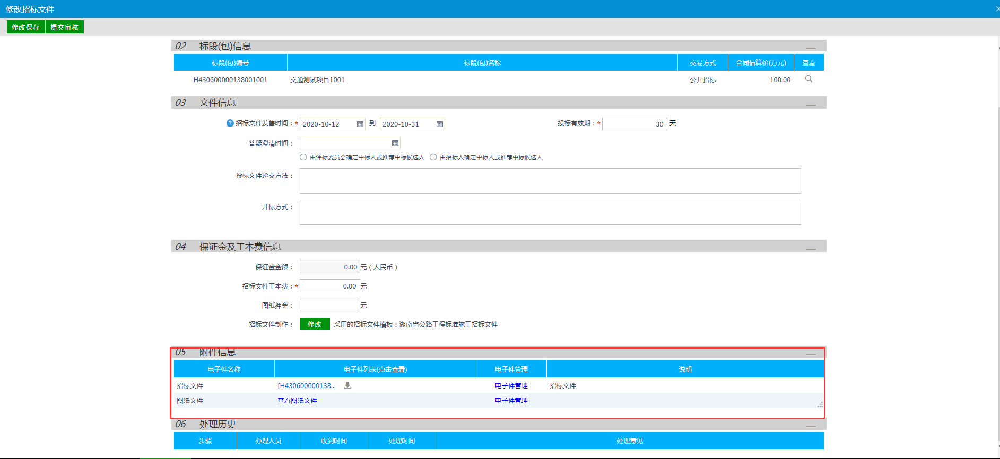 修改招标文件
修改保存 提交审核
02 标段(包)信息
标段(包)编号 标段(包)名称 交易方式 合同估算价(万元) 查看
H430600000138001001 交通测试项目1001 公开招标 100.00
03 文件信息
? 招标文件发售时间：* 2020-10-12 到 2020-10-31 投标有效期：* 30 天
答疑澄清时间：
由评标委员会确定中标人或推荐中标候选人 由招标人确定中标人或推荐中标候选人
投标文件递交方法：
开标方式：
04 保证金及工本费信息
保证金金额： 0.00 元（人民币）
招标文件工本费：* 0.00 元
图纸押金： 元
招标文件制作： 修改 采用的招标文件模板：湖南省公路工程标准施工招标文件
05 附件信息
电子件名称 电子件列表(点击查看) 电子件管理 说明
招标文件 [H430600000138... 电子件管理 招标文件
图纸文件 查看图纸文件 电子件管理
06 处理历史
步骤 办理人员 收到时间 处理时间 处理意见